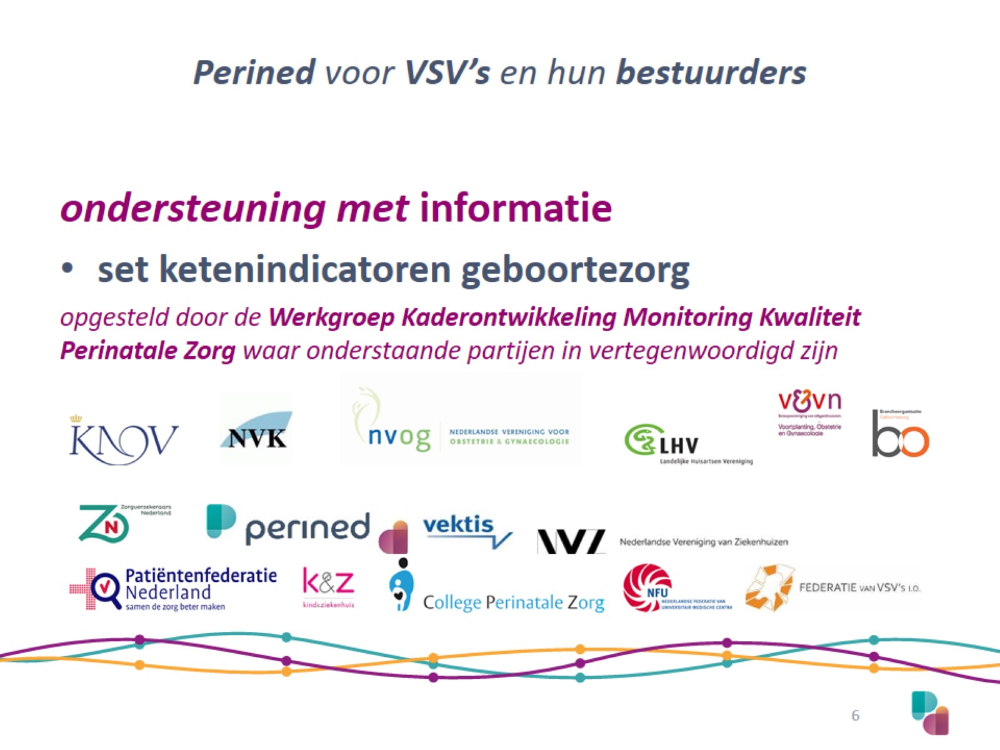 Perined voor VSV's en hun bestuurders
ondersteuning met informatie
• set ketenindicatoren geboortezorg
opgesteld door de Werkgroep Kaderontwikkeling Monitoring Kwaliteit
Perinatale Zorg waar onderstaande partijen in vertegenwoordigd zijn
KNOV
NVK
nvog
NEDERLANDSE VERENIGING VOOR
OBSTETRIE & GYNAECOLOGIE
LHV
Landelijke Huisartsen Vereniging
v&vn
Beroepsvereniging van zorgprofessionals
Voortplanting, Obstetrie
en Gynaecologie
Brancheorganisatie
Geboortezorg
bo
ZN
Zorgverzekeraars
Nederland
perined
vektis
NVZ
Nederlandse Vereniging van Ziekenhuizen
Patiëntenfederatie
Nederland
samen de zorg beter maken
k&z
kind&ziekenhuis
College Perinatale Zorg
NFU
NEDERLANDSE FEDERATIE VAN
UNIVERSITAIR MEDISCHE CENTRA
FEDERATIE VAN VSV's I.O.
6